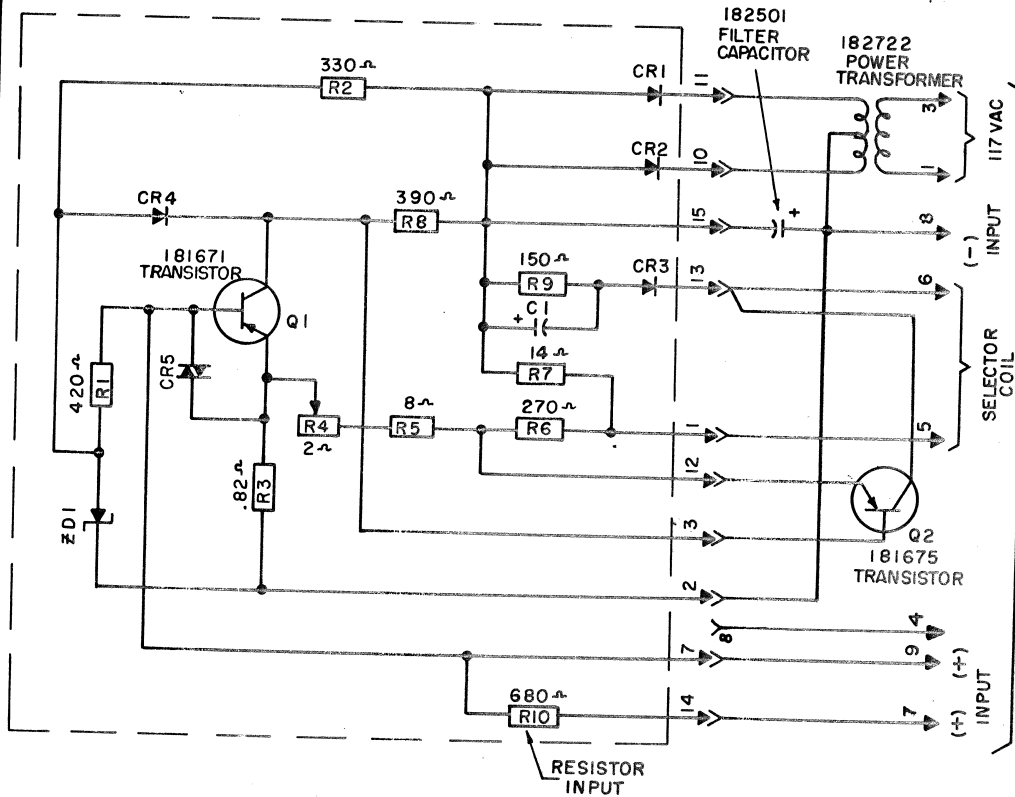 182501
FILTER
CAPACITOR
182722
POWER
TRANSFORMER
330Ω
R2
CR1
11
3
117 VAC
CR2
10
1
CR4
390Ω
R8
15
+
8
(-)
INPUT
181671
TRANSISTOR
150Ω
R9
CR3
13
6
Q1
+
C1
14Ω
R7
SELECTOR
COIL
420Ω
R1
CR5
R4
2Ω
8Ω
R5
270Ω
R6
1
5
12
.82Ω
R3
ZD1
3
Q2
181675
TRANSISTOR
2
8
4
7
9
(+)
INPUT
680Ω
R10
14
7
(+)
RESISTOR
INPUT